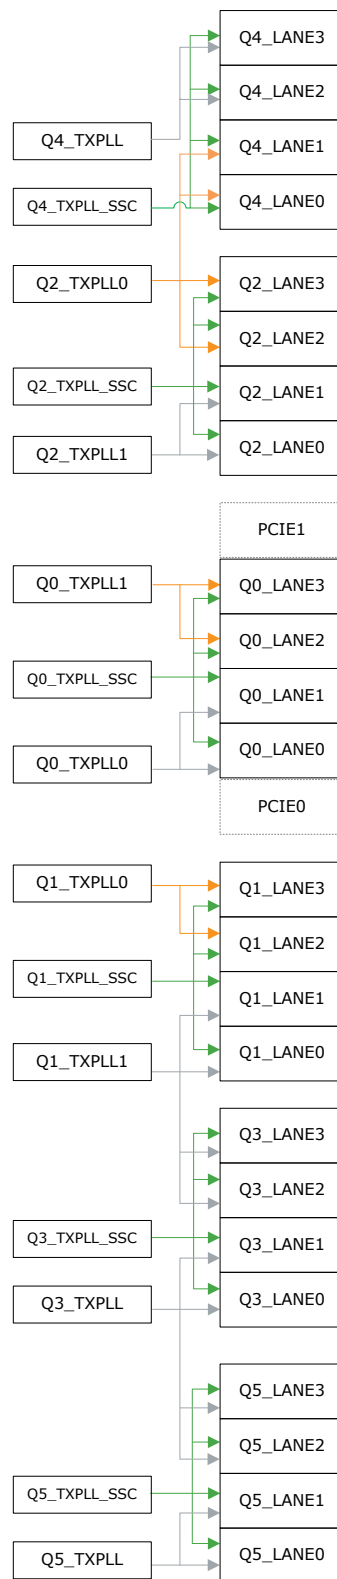 Q4_LANE3
Q4_LANE2
Q4_TXPLL
Q4_LANE1
Q4_TXPLL_SSC
Q4_LANE0
Q2_TXPLL0
Q2_LANE3
Q2_LANE2
Q2_TXPLL_SSC
Q2_LANE1
Q2_TXPLL1
Q2_LANE0
PCIE1
Q0_TXPLL1
Q0_LANE3
Q0_LANE2
Q0_TXPLL_SSC
Q0_LANE1
Q0_TXPLL0
Q0_LANE0
PCIE0
Q1_TXPLL0
Q1_LANE3
Q1_LANE2
Q1_TXPLL_SSC
Q1_LANE1
Q1_TXPLL1
Q1_LANE0
Q3_LANE3
Q3_LANE2
Q3_TXPLL_SSC
Q3_LANE1
Q3_TXPLL
Q3_LANE0
Q5_LANE3
Q5_LANE2
Q5_TXPLL_SSC
Q5_LANE1
Q5_TXPLL
Q5_LANE0